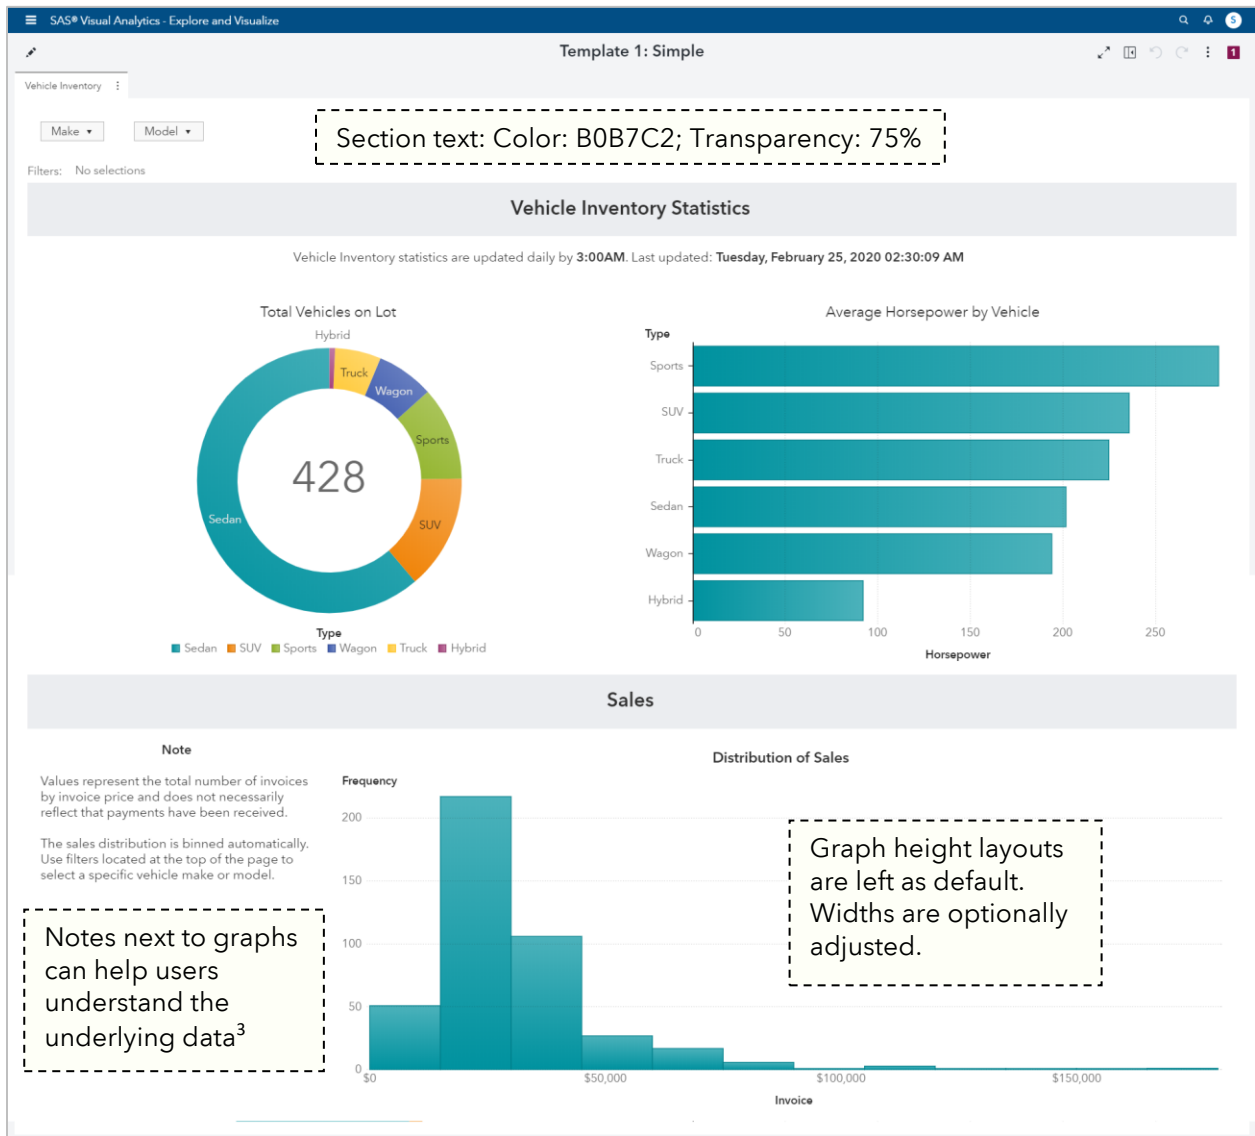 SAS® Visual Analytics - Explore and Visualize
S
Template 1: Simple
1
Vehicle Inventory
Make
Model
Section text: Color: B0B7C2; Transparency: 75%
Filters: No selections
Vehicle Inventory Statistics
Vehicle Inventory statistics are updated daily by 3:00AM. Last updated: Tuesday, February 25, 2020 02:30:09 AM
Total Vehicles on Lot
Hybrid
Truck
Wagon
Sports
SUV
Sedan
428
Type
Sedan SUV Sports Wagon Truck Hybrid
Average Horsepower by Vehicle
Type
Sports
SUV
Truck
Sedan
Wagon
Hybrid
0 50 100 150 200 250
Horsepower
Sales
Note
Values represent the total number of invoices
by invoice price and does not necessarily
reflect that payments have been received.
The sales distribution is binned automatically.
Use filters located at the top of the page to
select a specific vehicle make or model.
Notes next to graphs
can help users
understand the
underlying data³
Distribution of Sales
Frequency
200
150
100
50
0
$0 $50,000 $100,000 $150,000
Invoice
Graph height layouts
are left as default.
Widths are optionally
adjusted.